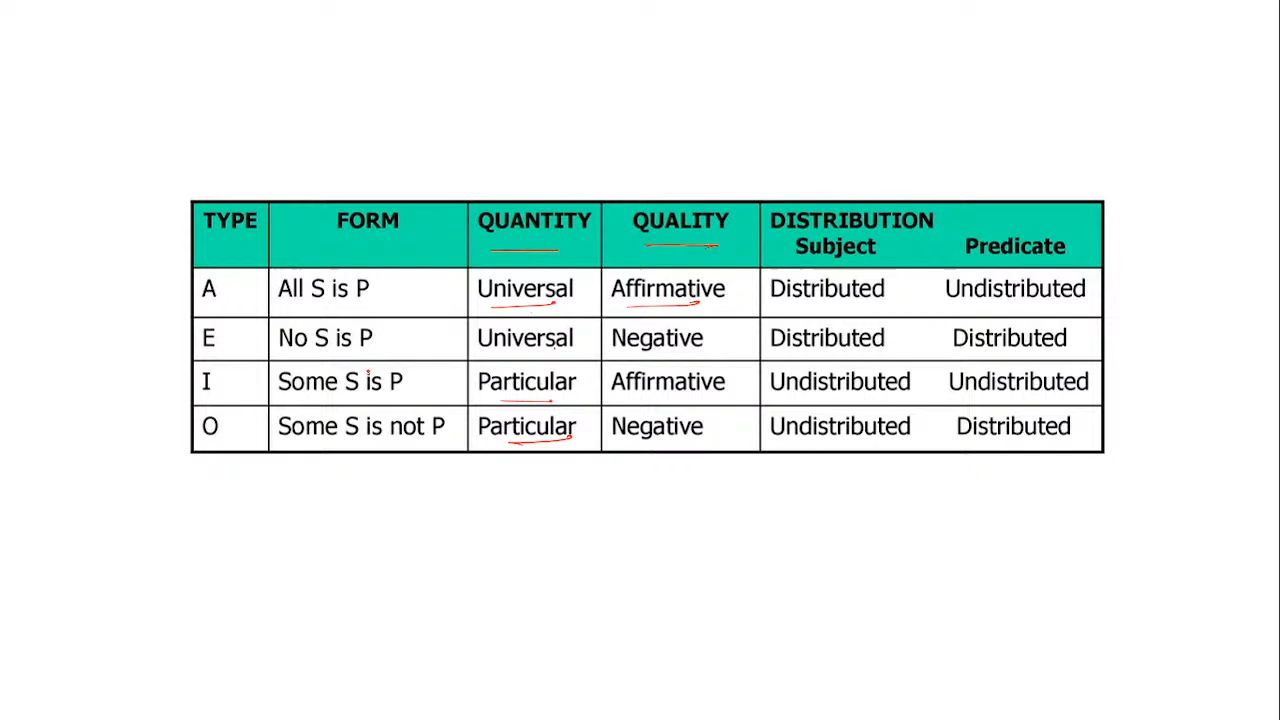 TYPE FORM QUANTITY QUALITY DISTRIBUTION
Subject Predicate
A All S is P Universal Affirmative Distributed Undistributed
E No S is P Universal Negative Distributed Distributed
I Some S is P Particular Affirmative Undistributed Undistributed
O Some S is not P Particular Negative Undistributed Distributed